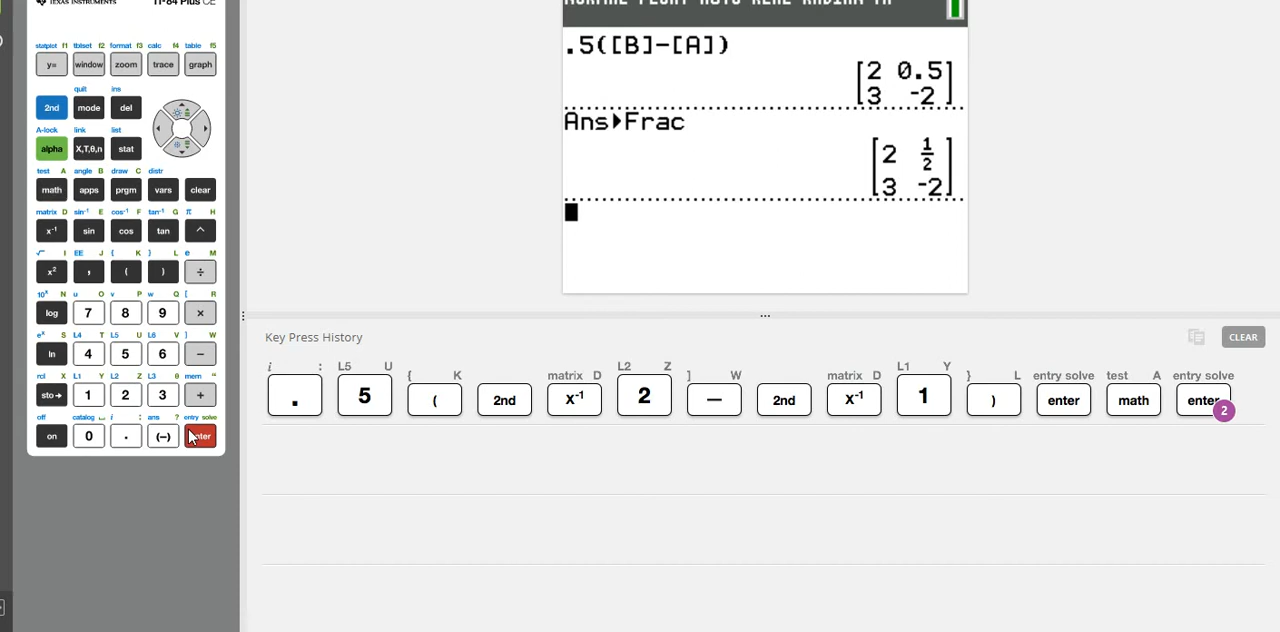 TEXAS INSTRUMENTS TI-84 Plus CE
statplot f1 tblset f2 format f3 calc f4 table f5
y= window zoom trace graph
quit ins
2nd mode del
A-lock link list
alpha X,T,θ,n stat
test A angle B draw C distr
math apps prgm vars clear
matrix D sin⁻¹ E cos⁻¹ F tan⁻¹ G π H
x⁻¹ sin cos tan ^
√ I EE J { K } L e M
x² , ( ) ÷
10ˣ N u O v P w Q [ R
log 7 8 9 ×
eˣ S L4 T L5 U L6 V ] W
ln 4 5 6 −
rcl X L1 Y L2 Z L3 θ mem "
sto→ 1 2 3 +
off catalog i : ans ? entry solve
on 0 . (−) enter
NORMAL FLOAT AUTO REAL RADIAN MP
.5([B]-[A])
[2 0.5]
[3 -2]
Ans▶Frac
[2 1/2]
[3 -2]
Key Press History
CLEAR
i : L5 U { K matrix D L2 Z ] W matrix D L1 Y } L entry solve test A entry solve
. 5 ( 2nd X⁻¹ 2 — 2nd X⁻¹ 1 ) enter math enter
2